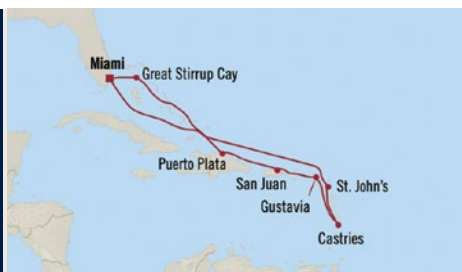 Miami
Great Stirrup Cay
Puerto Plata
San Juan
St. John's
Gustavia
Castries